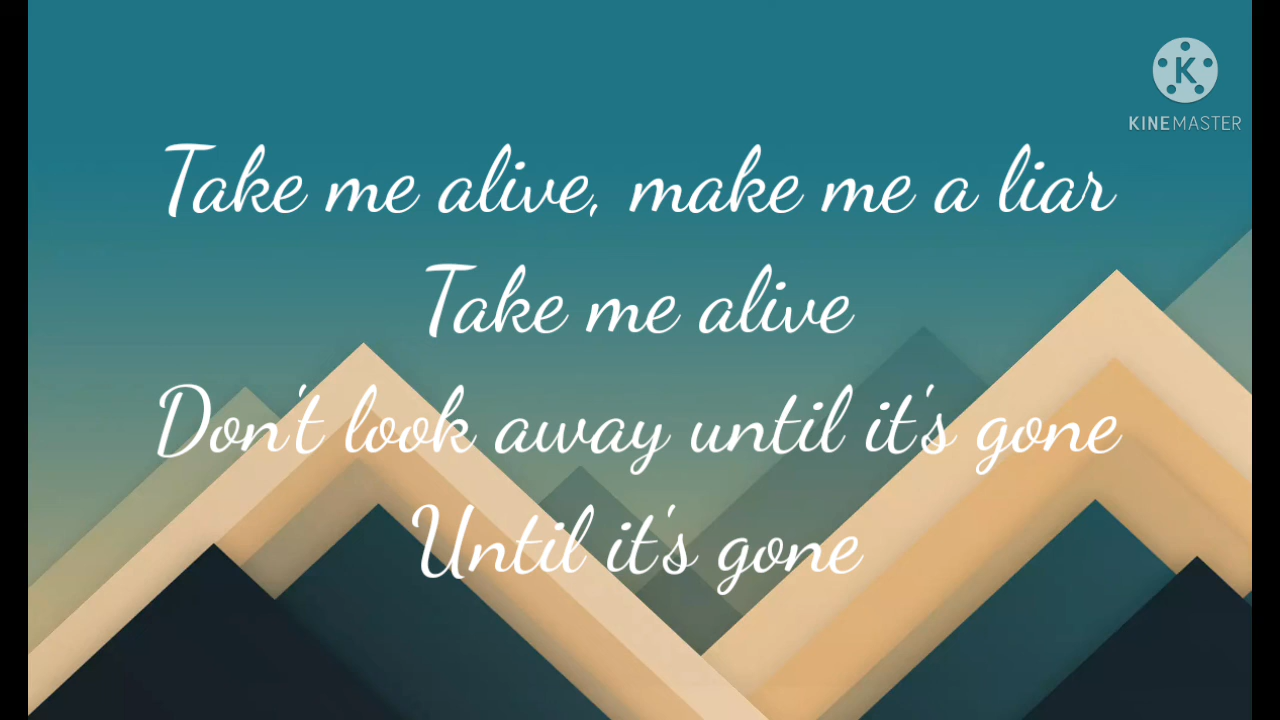 KINEMASTER
Take me alive, make me a liar
Take me alive
Don't look away until it's gone
Until it's gone